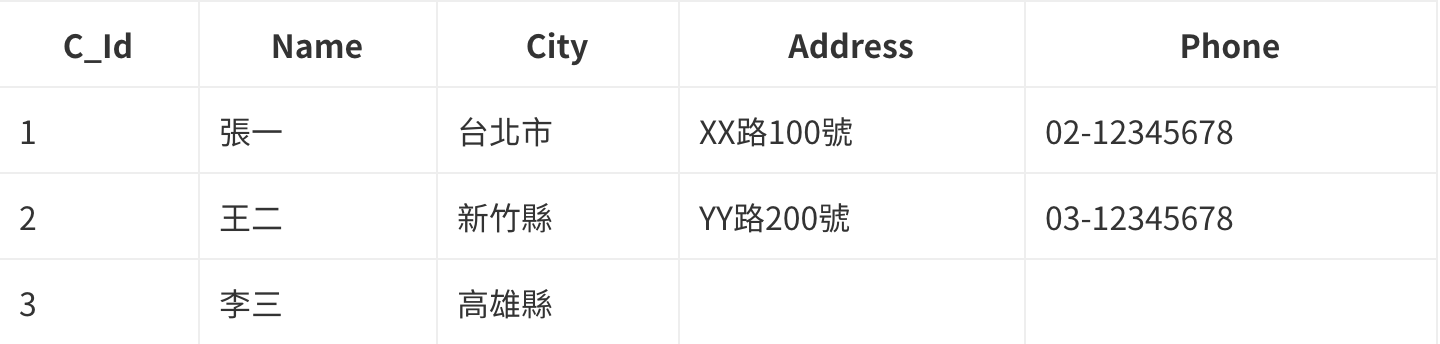 C_Id Name City Address Phone
1 張一 台北市 XX路100號 02-12345678
2 王二 新竹縣 YY路200號 03-12345678
3 李三 高雄縣